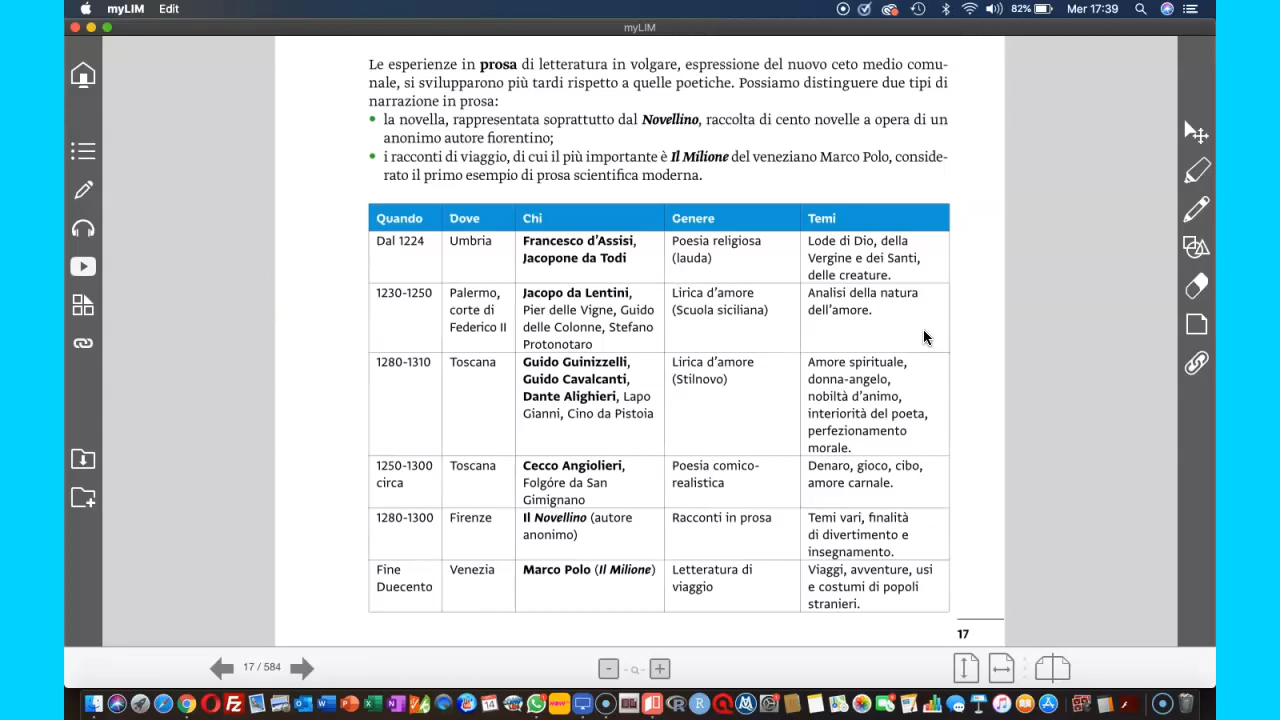 myLIM Edit 82% Mer 17:39
myLIM
Le esperienze in prosa di letteratura in volgare, espressione del nuovo ceto medio comu-
nale, si svilupparono più tardi rispetto a quelle poetiche. Possiamo distinguere due tipi di
narrazione in prosa:
• la novella, rappresentata soprattutto dal Novellino, raccolta di cento novelle a opera di un
anonimo autore fiorentino;
• i racconti di viaggio, di cui il più importante è Il Milione del veneziano Marco Polo, conside-
rato il primo esempio di prosa scientifica moderna.
Quando Dove Chi Genere Temi
Dal 1224 Umbria Francesco d'Assisi, Poesia religiosa Lode di Dio, della
Jacopone da Todi (lauda) Vergine e dei Santi,
delle creature.
1230-1250 Palermo, Jacopo da Lentini, Lirica d'amore Analisi della natura
corte di Pier delle Vigne, Guido (Scuola siciliana) dell'amore.
Federico II delle Colonne, Stefano
Protonotaro
1280-1310 Toscana Guido Guinizzelli, Lirica d'amore Amore spirituale,
Guido Cavalcanti, (Stilnovo) donna-angelo,
Dante Alighieri, Lapo nobiltà d'animo,
Gianni, Cino da Pistoia interiorità del poeta,
perfezionamento
morale.
1250-1300 Toscana Cecco Angiolieri, Poesia comico- Denaro, gioco, cibo,
circa Folgóre da San realistica amore carnale.
Gimignano
1280-1300 Firenze Il Novellino (autore Racconti in prosa Temi vari, finalità
anonimo) di divertimento e
insegnamento.
Fine Venezia Marco Polo (Il Milione) Letteratura di Viaggi, avventure, usi
Duecento viaggio e costumi di popoli
stranieri.
17
17 / 584